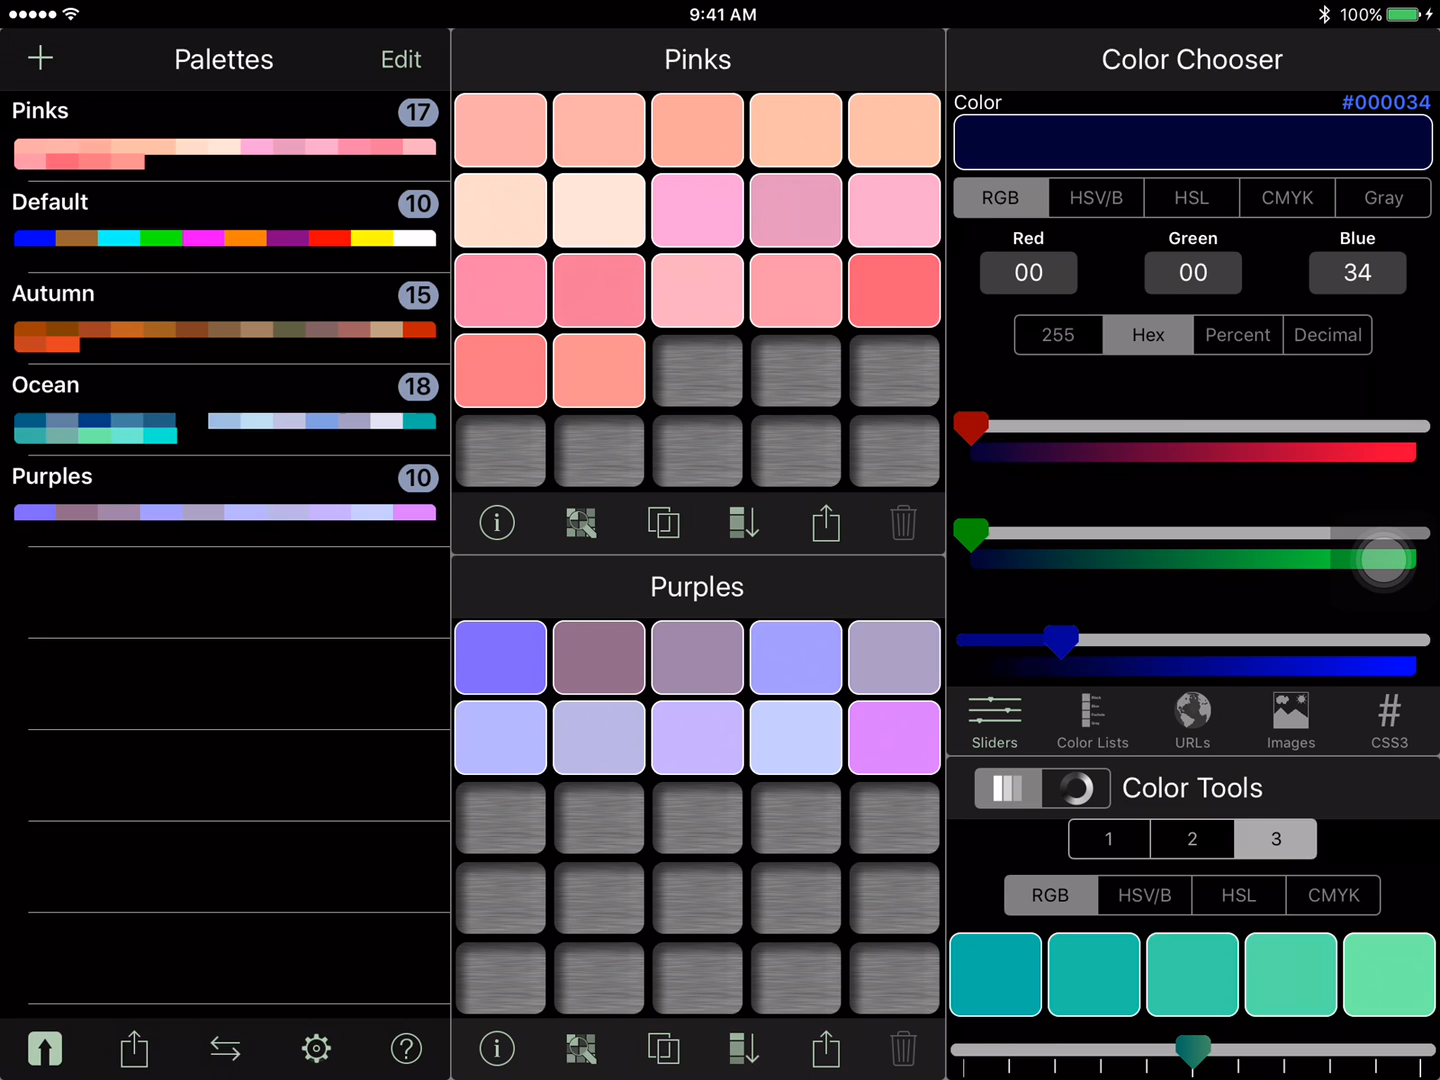 9:41 AM
100%
Palettes
Edit
Pinks
17
Default
10
Autumn
15
Ocean
18
Purples
10
Pinks
Purples
Color Chooser
Color
#000034
RGB
HSV/B
HSL
CMYK
Gray
Red
Green
Blue
00
00
34
255
Hex
Percent
Decimal
Sliders
Color Lists
URLs
Images
CSS3
Color Tools
1
2
3
RGB
HSV/B
HSL
CMYK